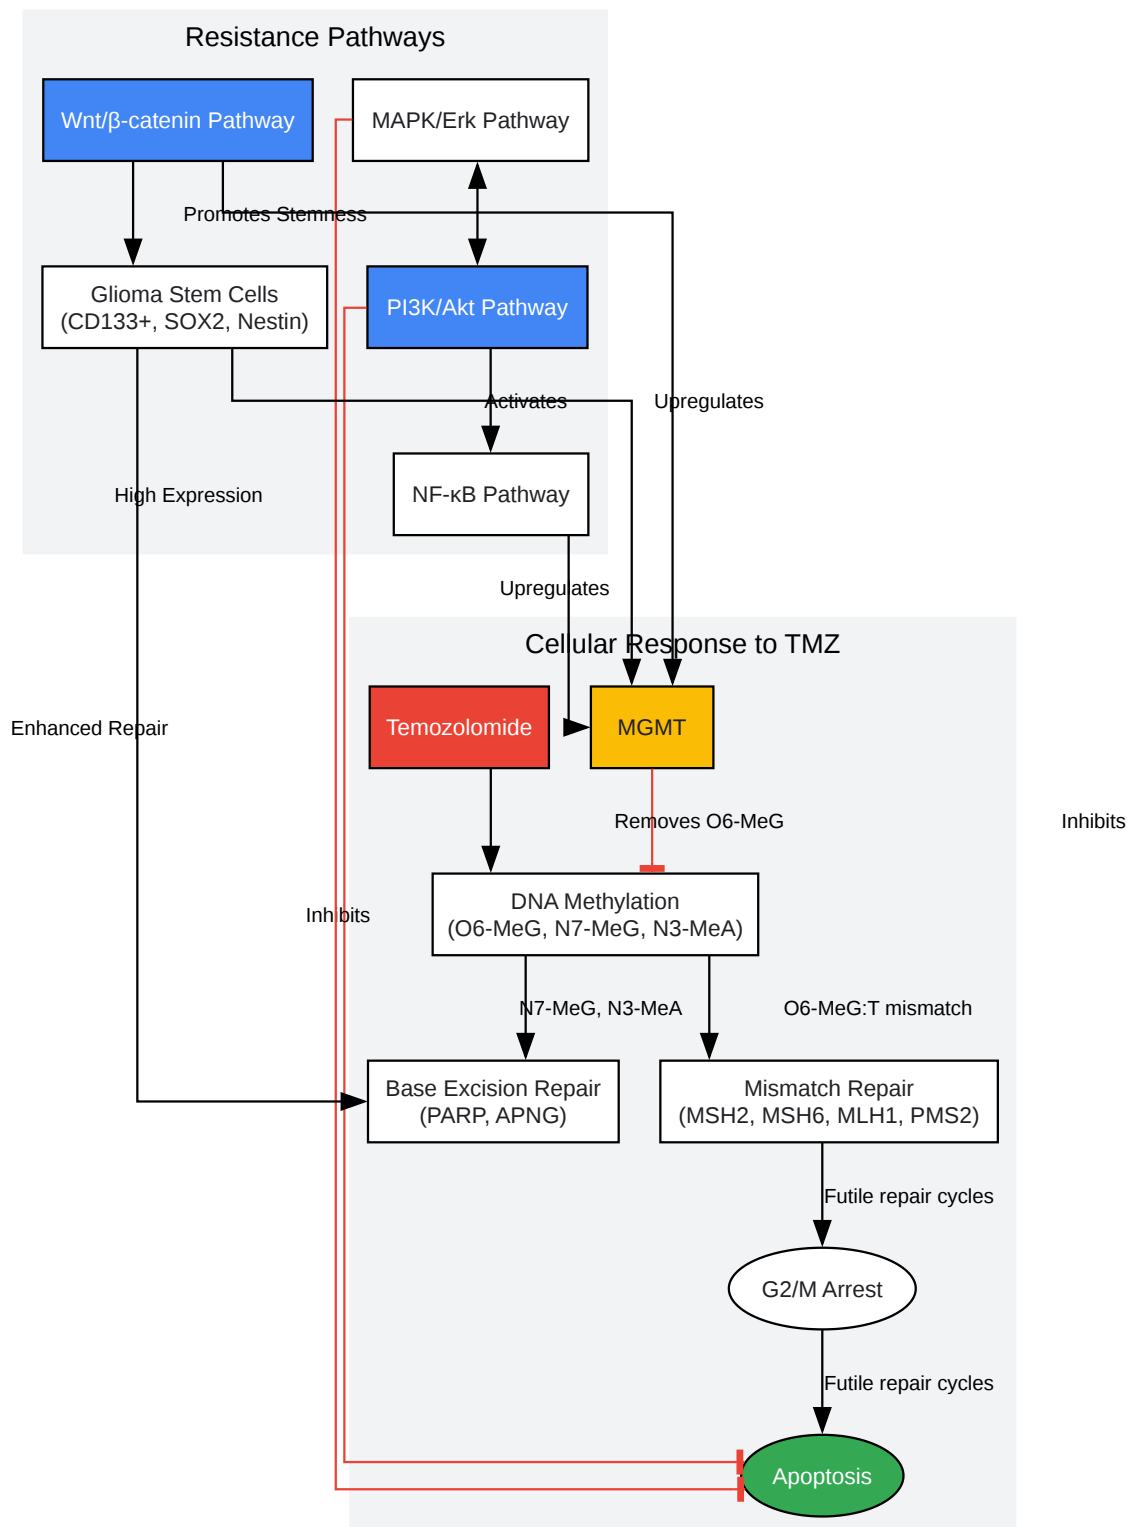 Resistance Pathways
Wnt/β-catenin Pathway
MAPK/Erk Pathway
Promotes Stemness
Glioma Stem Cells
(CD133+, SOX2, Nestin)
PI3K/Akt Pathway
Activates
Upregulates
High Expression
NF-κB Pathway
Upregulates
Cellular Response to TMZ
Enhanced Repair
Temozolomide
MGMT
Removes O6-MeG
Inhibits
Inhibits
DNA Methylation
(O6-MeG, N7-MeG, N3-MeA)
N7-MeG, N3-MeA
O6-MeG:T mismatch
Base Excision Repair
(PARP, APNG)
Mismatch Repair
(MSH2, MSH6, MLH1, PMS2)
Futile repair cycles
G2/M Arrest
Futile repair cycles
Apoptosis